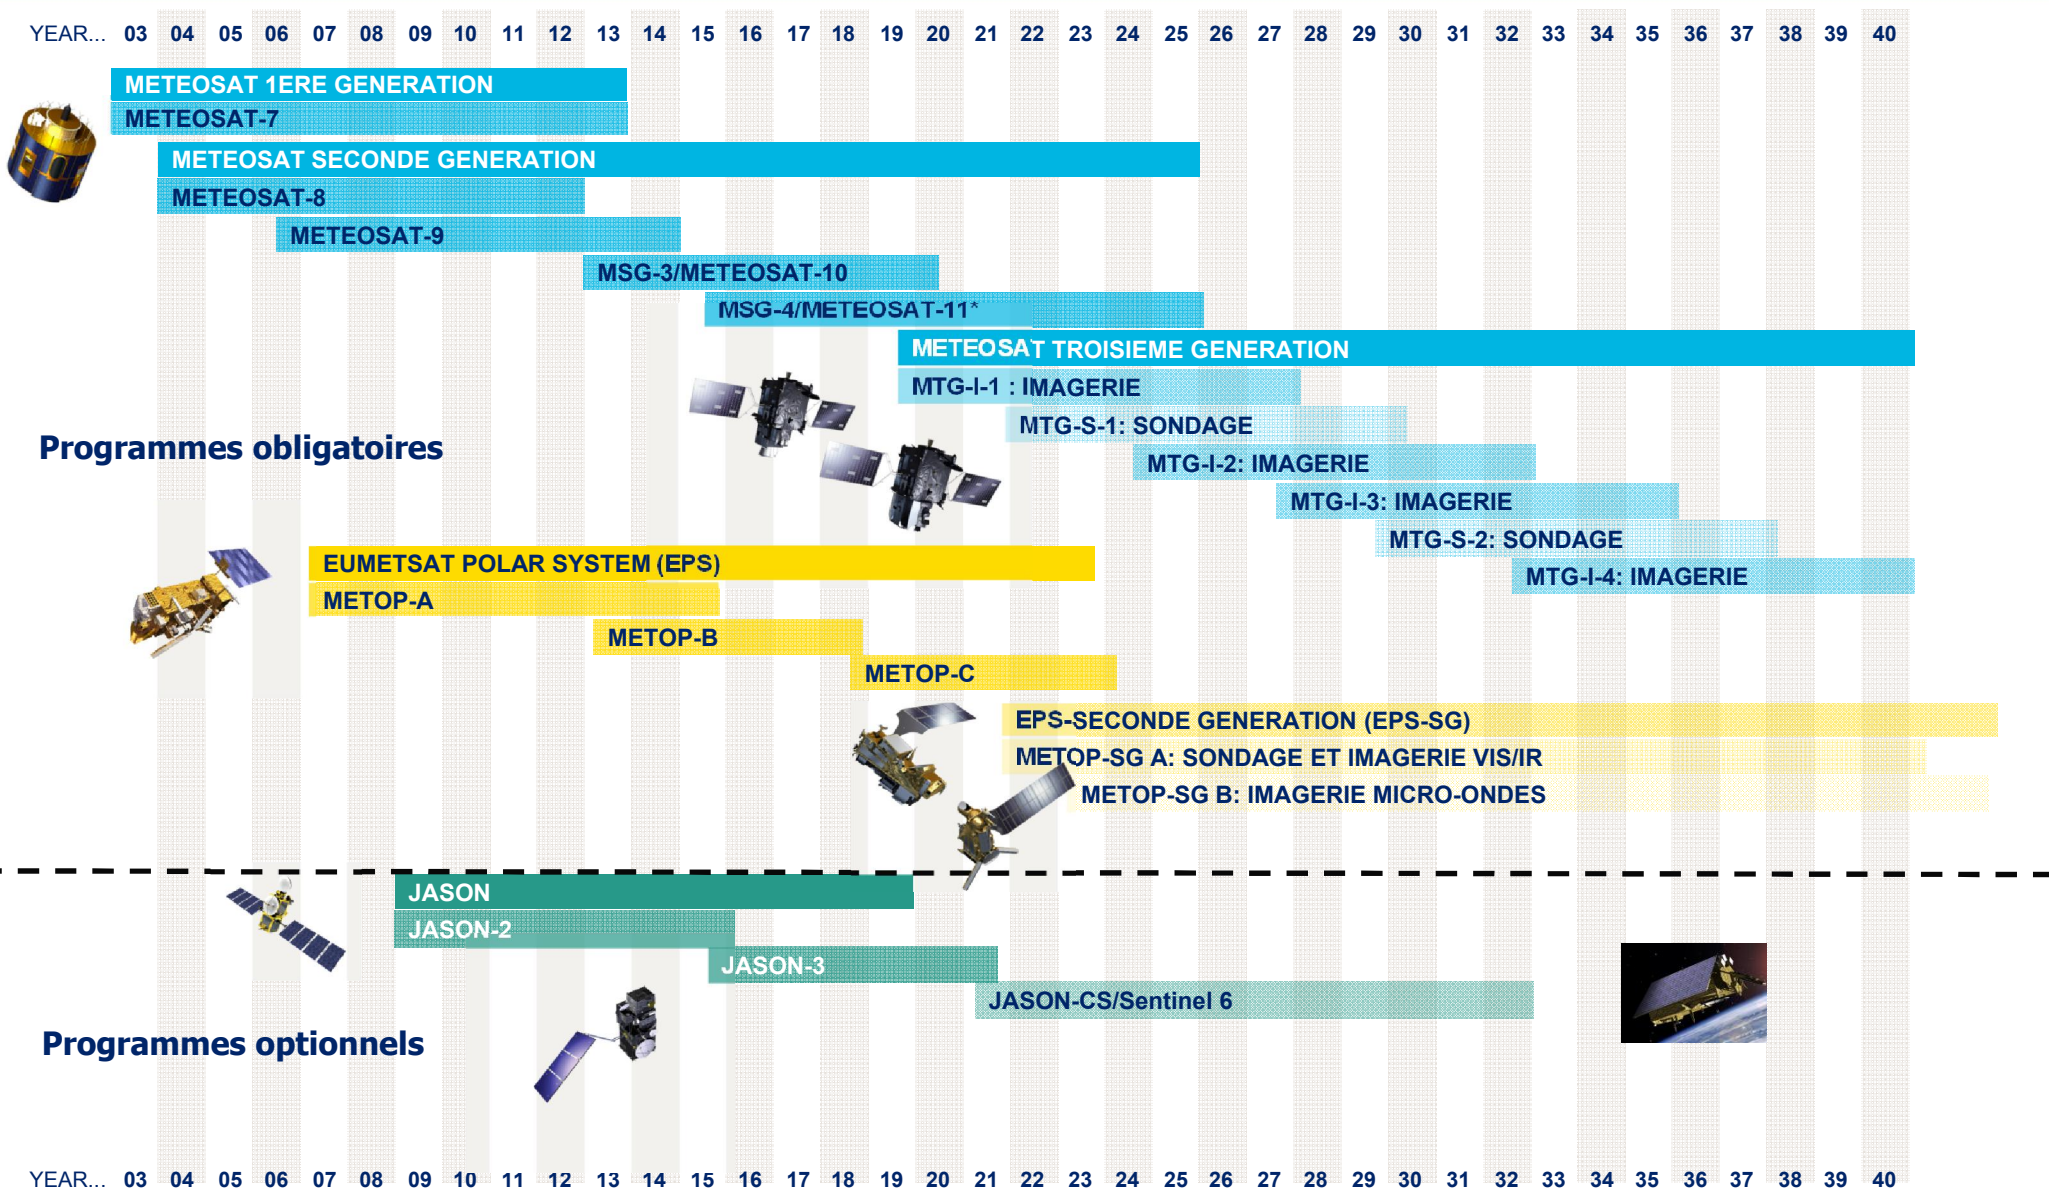 YEAR... 03 04 05 06 07 08 09 10 11 12 13 14 15 16 17 18 19 20 21 22 23 24 25 26 27 28 29 30 31 32 33 34 35 36 37 38 39 40
METEOSAT 1ERE GENERATION
METEOSAT-7
METEOSAT SECONDE GENERATION
METEOSAT-8
METEOSAT-9
MSG-3/METEOSAT-10
MSG-4/METEOSAT-11*
METEOSAT TROISIEME GENERATION
MTG-I-1 : IMAGERIE
MTG-S-1: SONDAGE
Programmes obligatoires
MTG-I-2: IMAGERIE
MTG-I-3: IMAGERIE
MTG-S-2: SONDAGE
EUMETSAT POLAR SYSTEM (EPS)
MTG-I-4: IMAGERIE
METOP-A
METOP-B
METOP-C
EPS-SECONDE GENERATION (EPS-SG)
METOP-SG A: SONDAGE ET IMAGERIE VIS/IR
METOP-SG B: IMAGERIE MICRO-ONDES
JASON
JASON-2
JASON-3
JASON-CS/Sentinel 6
Programmes optionnels
YEAR... 03 04 05 06 07 08 09 10 11 12 13 14 15 16 17 18 19 20 21 22 23 24 25 26 27 28 29 30 31 32 33 34 35 36 37 38 39 40